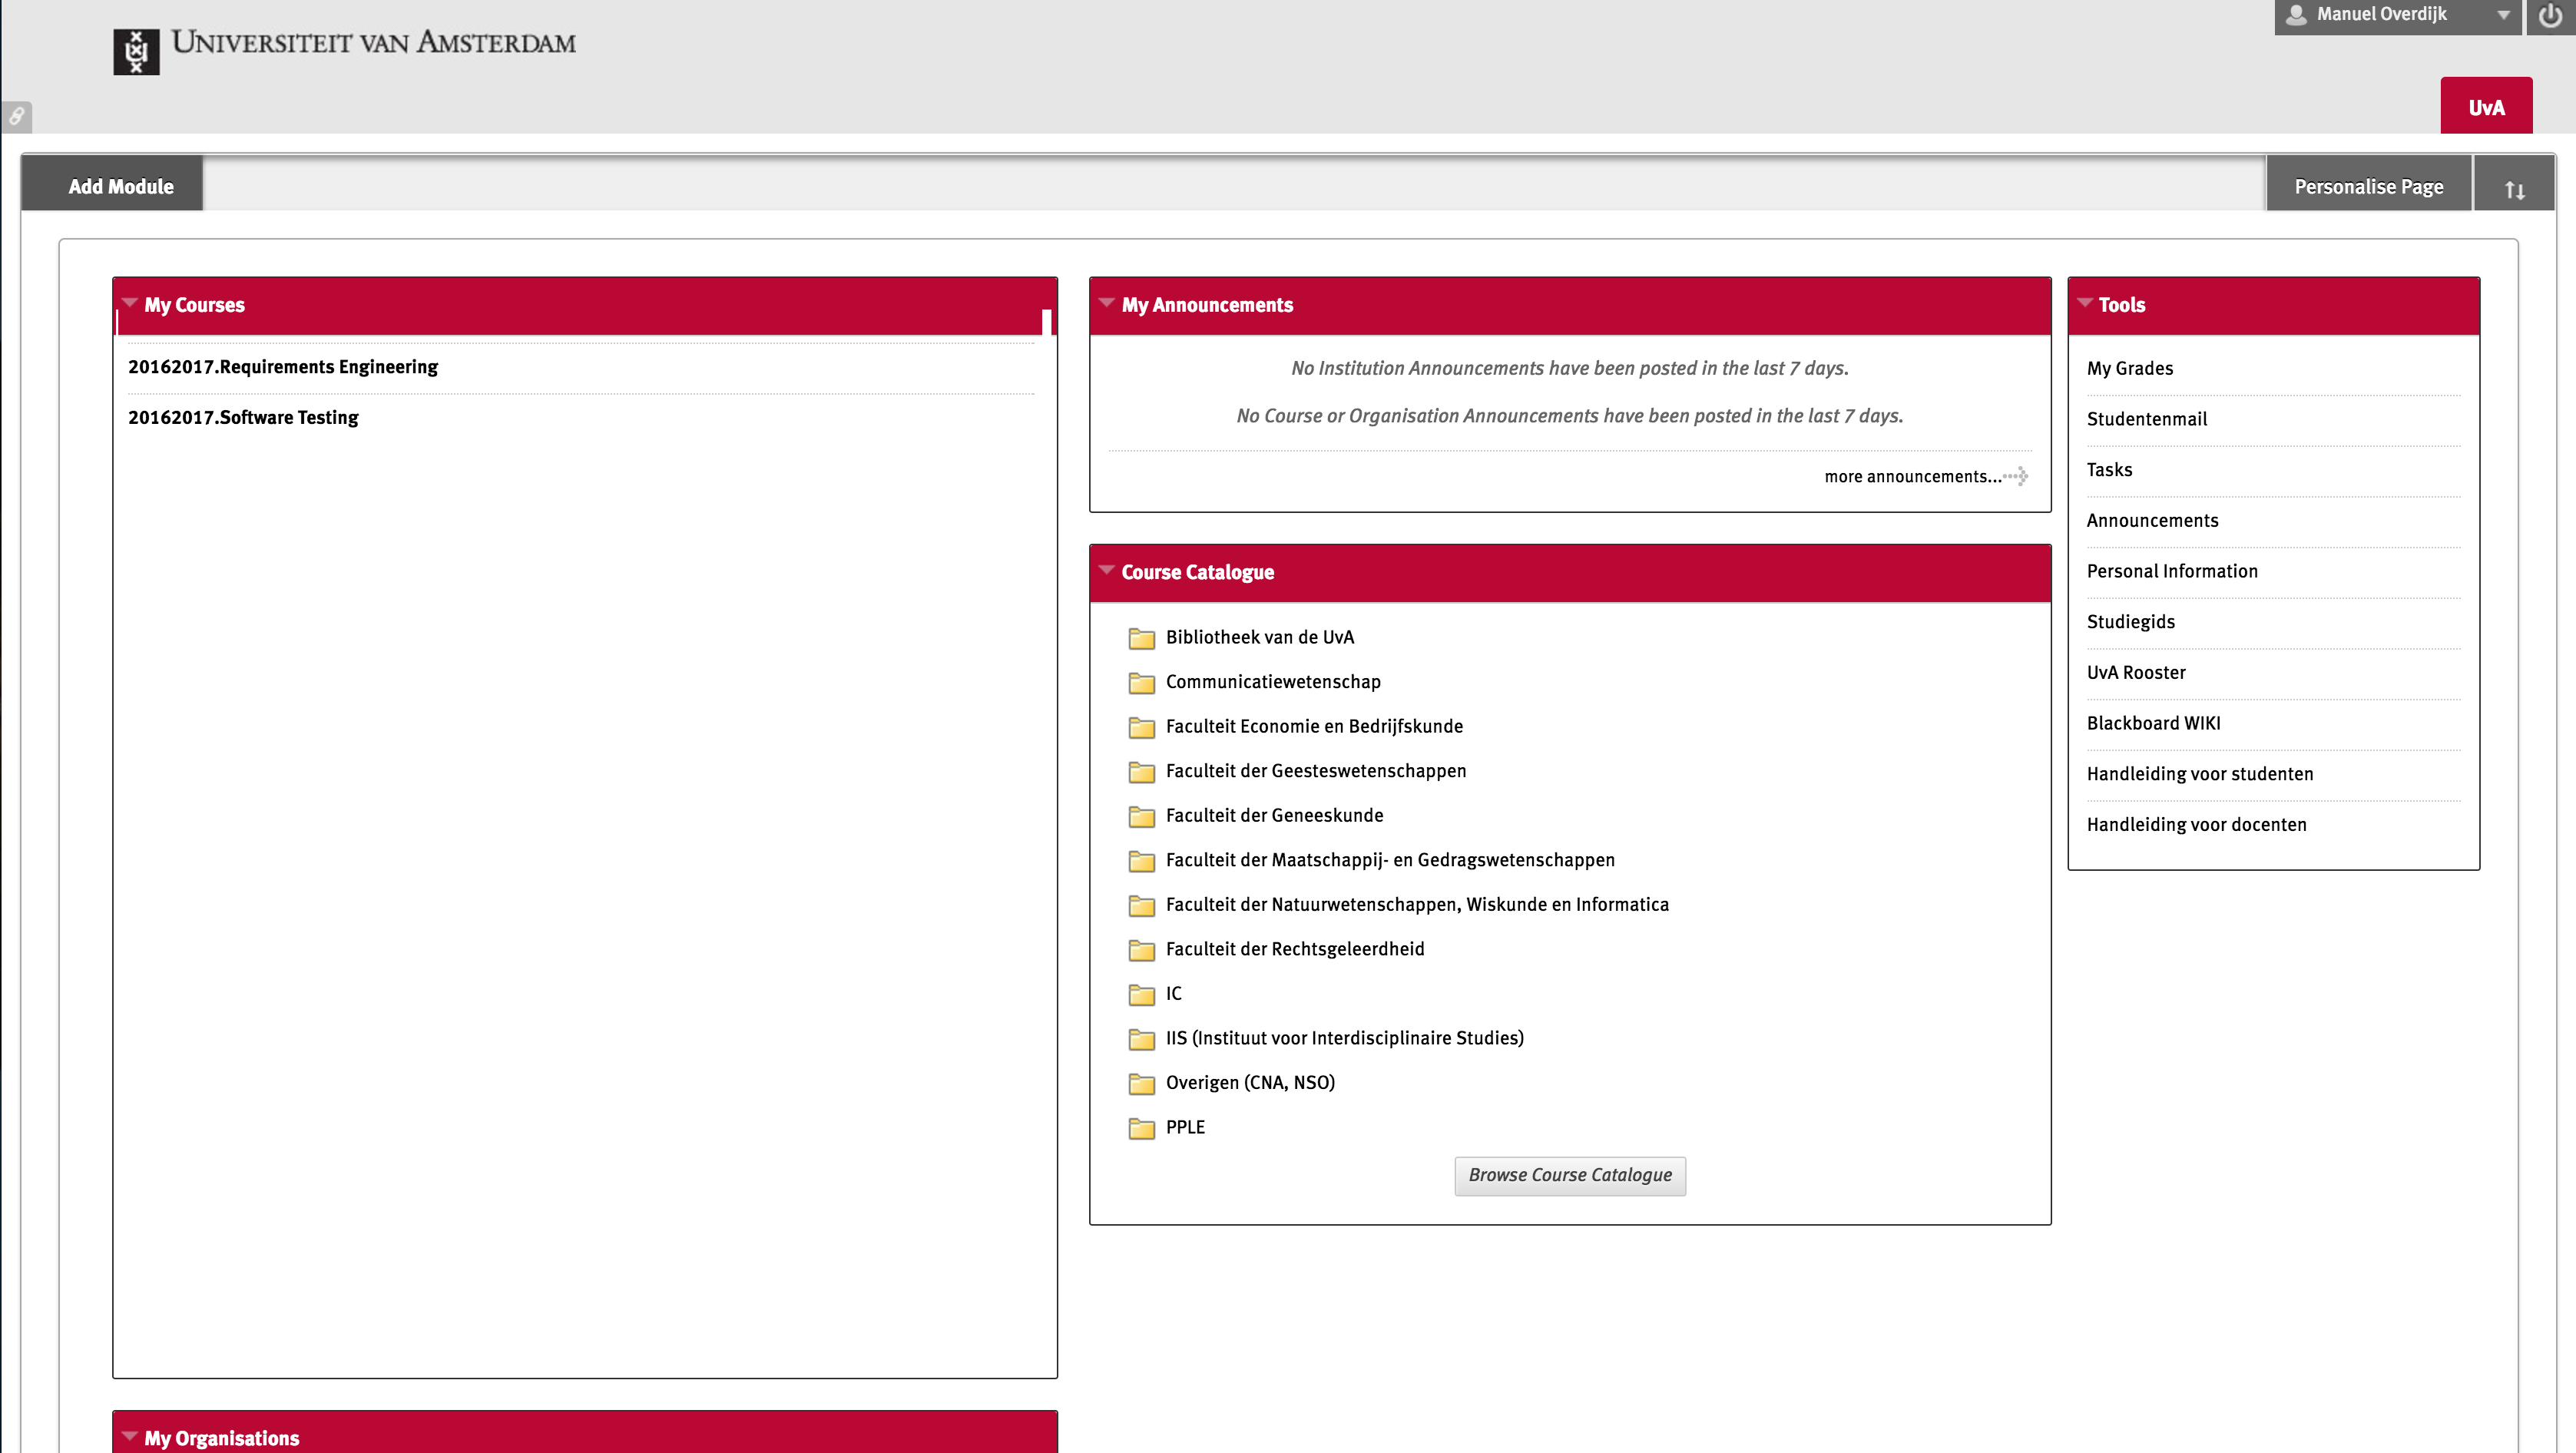 UNIVERSITEIT VAN AMSTERDAM
Manuel Overdijk
UvA
Add Module
Personalise Page
My Courses
20162017.Requirements Engineering
20162017.Software Testing
My Organisations
My Announcements
No Institution Announcements have been posted in the last 7 days.
No Course or Organisation Announcements have been posted in the last 7 days.
more announcements...
Course Catalogue
Bibliotheek van de UvA
Communicatiewetenschap
Faculteit Economie en Bedrijfskunde
Faculteit der Geesteswetenschappen
Faculteit der Geneeskunde
Faculteit der Maatschappij- en Gedragswetenschappen
Faculteit der Natuurwetenschappen, Wiskunde en Informatica
Faculteit der Rechtsgeleerdheid
IC
IIS (Instituut voor Interdisciplinaire Studies)
Overigen (CNA, NSO)
PPLE
Browse Course Catalogue
Tools
My Grades
Studentenmail
Tasks
Announcements
Personal Information
Studiegids
UvA Rooster
Blackboard WIKI
Handleiding voor studenten
Handleiding voor docenten